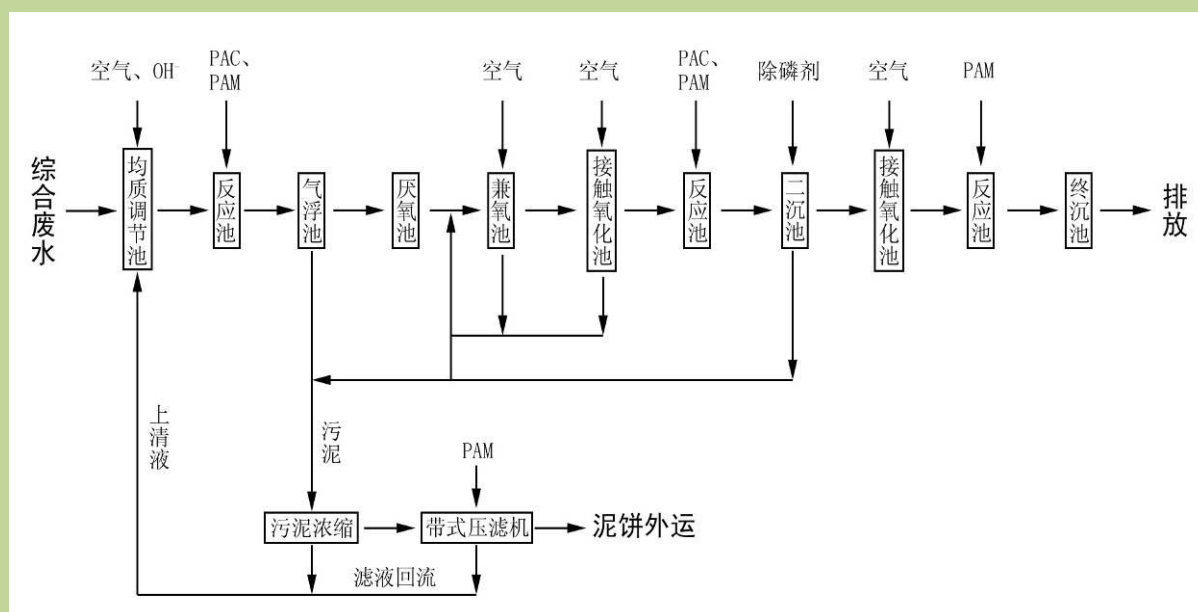 空气、OH⁻
PAC、
PAM
空气
空气
PAC、
PAM
除磷剂
空气
PAM
综合废水
均质调节池
反应池
气浮池
厌氧池
兼氧池
接触氧化池
反应池
二沉池
接触氧化池
反应池
终沉池
排放
上清液
污泥
PAM
污泥浓缩
带式压滤机
泥饼外运
滤液回流